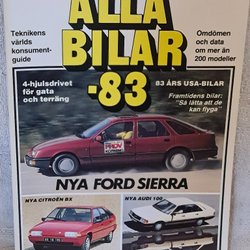 ALLA
BILAR
-83
Teknikens
världs
konsument-
guide
Omdömen
och data
om mer än
200 modeller
4-hjulsdrivet
för gata
och terräng
83 ÅRS USA-BILAR
Framtidens bilar:
"Så lätta att de
kan flyga"
PROV
NYA FORD SIERRA
NYA CITROËN BX
NYA AUDI 100